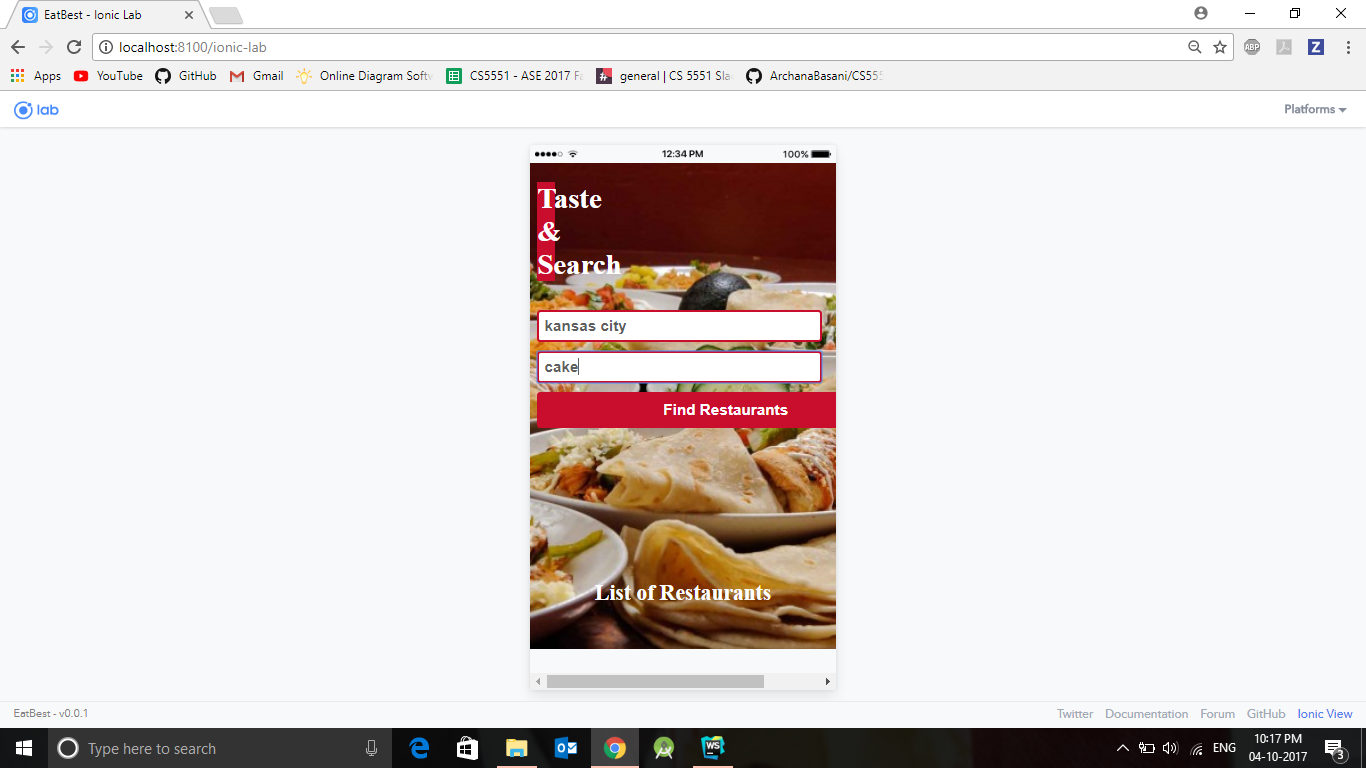 EatBest - Ionic Lab
localhost:8100/ionic-lab
ABP
Z
Apps
YouTube
GitHub
Gmail
Online Diagram Softw
CS5551 - ASE 2017 Fa
general | CS 5551 Sla
ArchanaBasani/CS555
lab
Platforms
12:34 PM
100%
Taste
&
Search
kansas city
cake
Find Restaurants
List of Restaurants
EatBest - v0.0.1
Twitter
Documentation
Forum
GitHub
Ionic View
Type here to search
WS
ENG
10:17 PM
04-10-2017
3